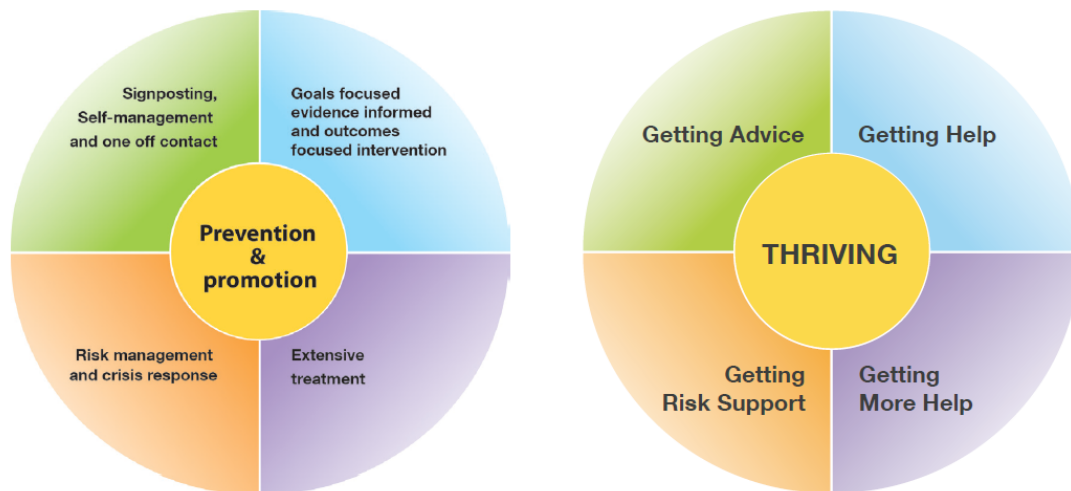 Signposting,
Self-management
and one off contact
Goals focused
evidence informed
and outcomes
focused intervention
Prevention
&
promotion
Risk management
and crisis response
Extensive
treatment
Getting Advice
Getting Help
THRIVING
Getting
Risk Support
Getting
More Help